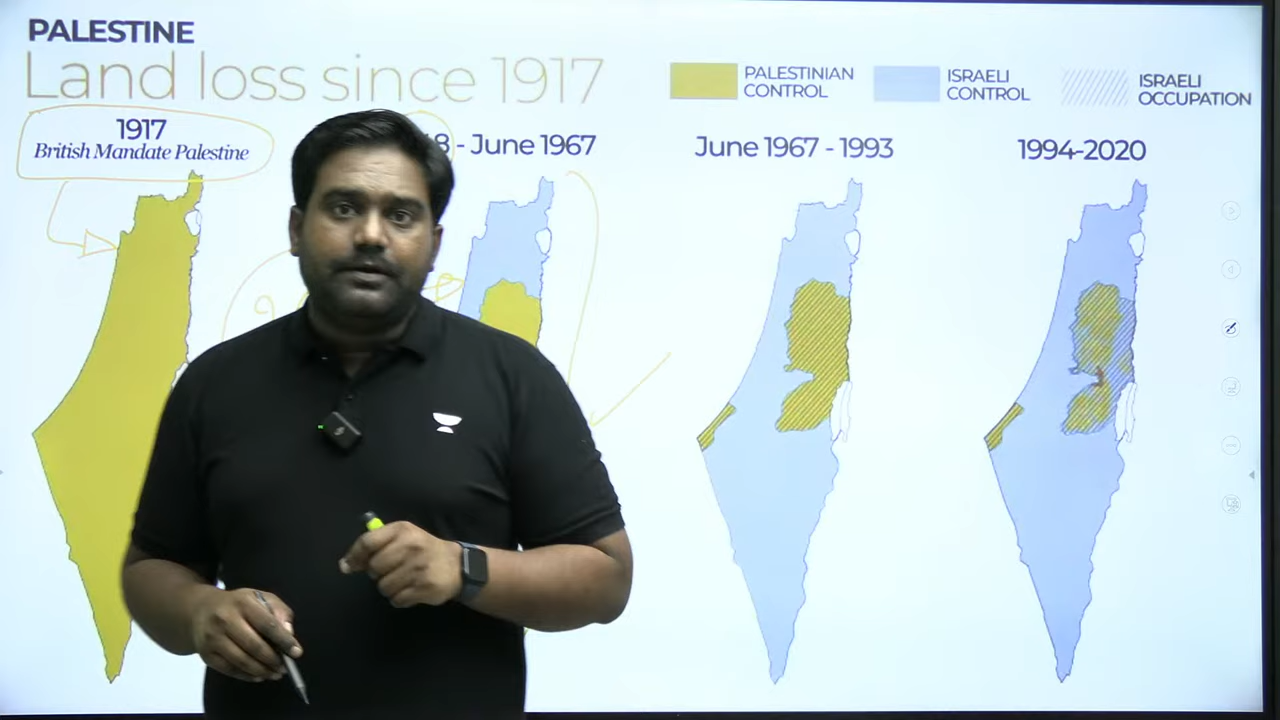 PALESTINE
Land loss since 1917
PALESTINIAN
CONTROL
ISRAELI
CONTROL
ISRAELI
OCCUPATION
1917
British Mandate Palestine
8 - June 1967
June 1967 - 1993
1994-2020